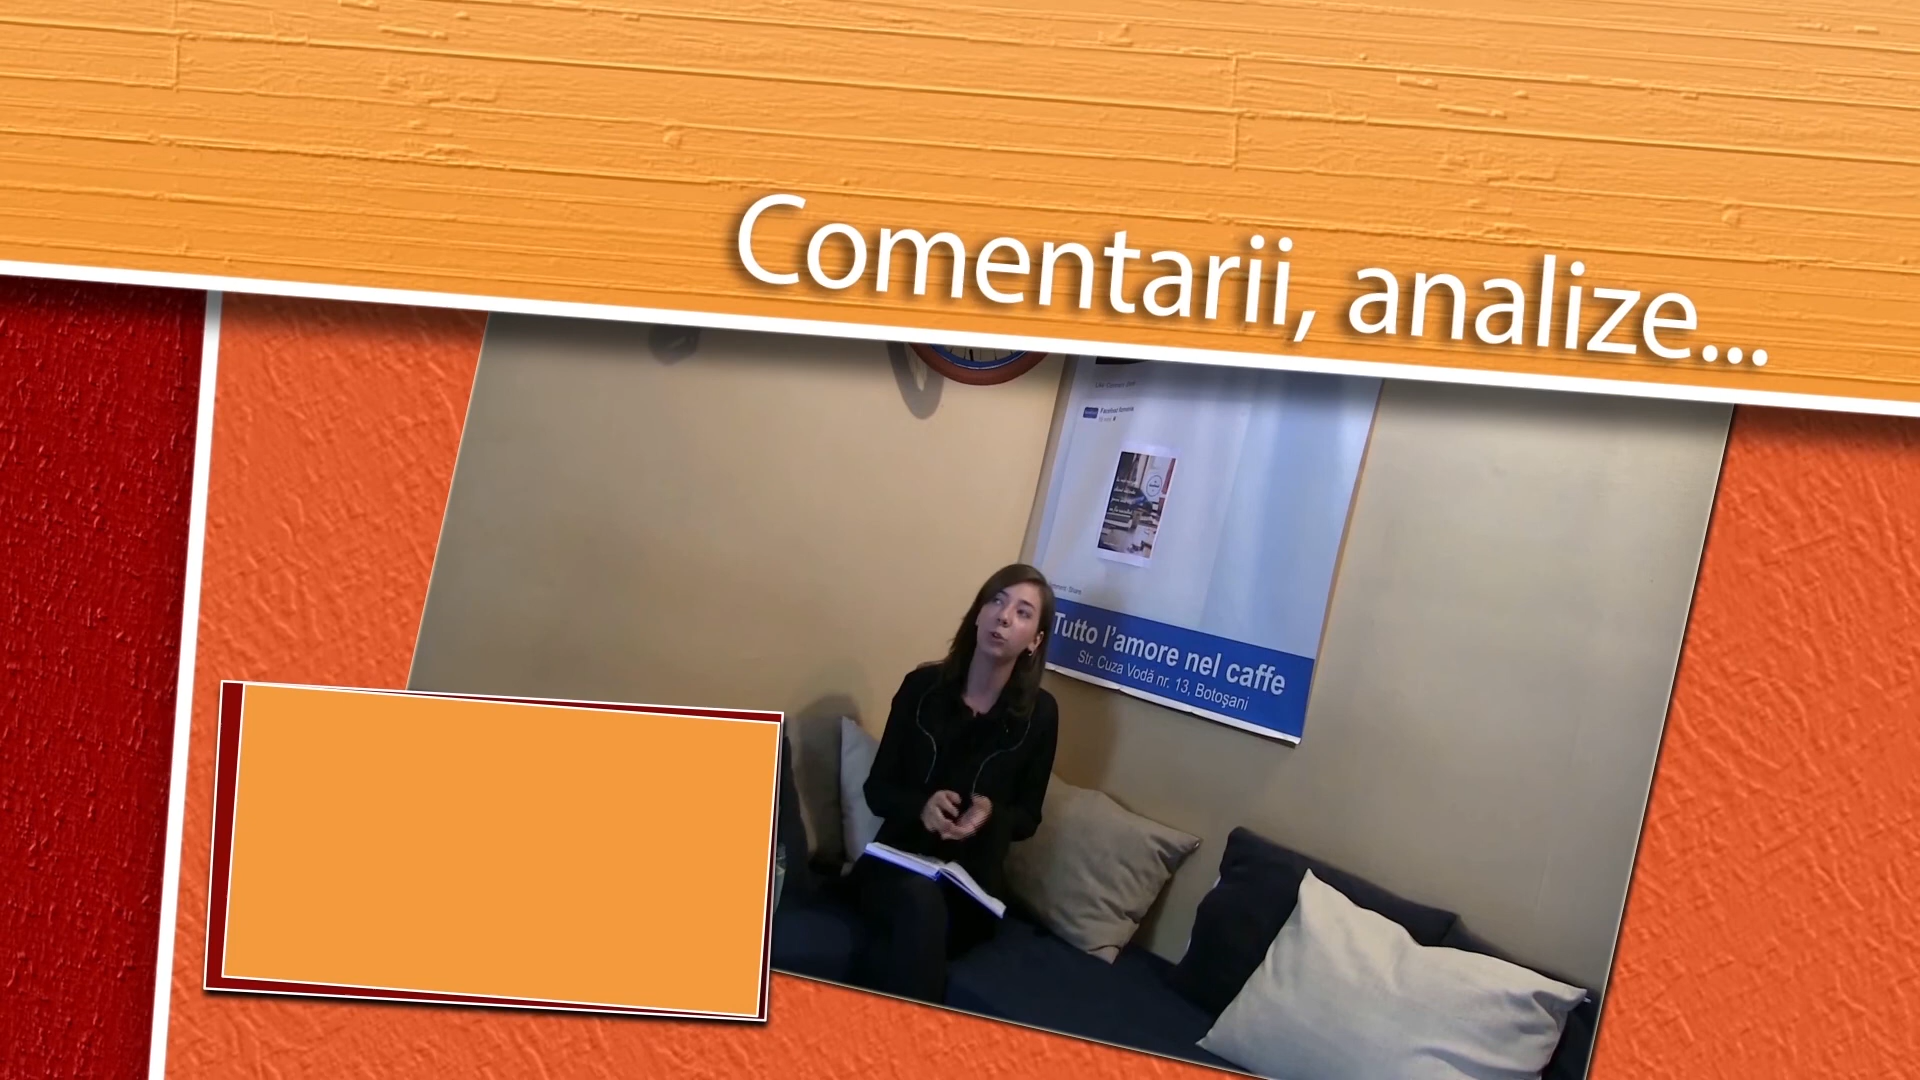 Comentarii, analize...
Tutto l'amore nel caffe
Str. Cuza Vodă nr. 13, Botoşani